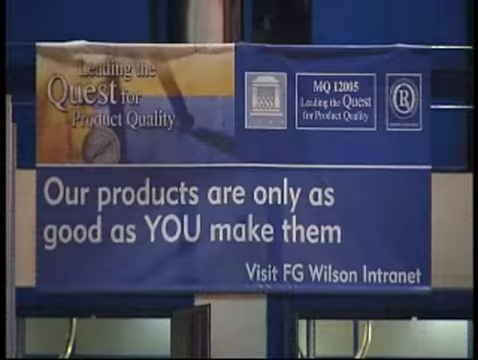 Leading the
Quest for
Product Quality
MQ 12005
Leading the Quest
for Product Quality
R
Our products are only as
good as YOU make them
Visit FG Wilson Intranet